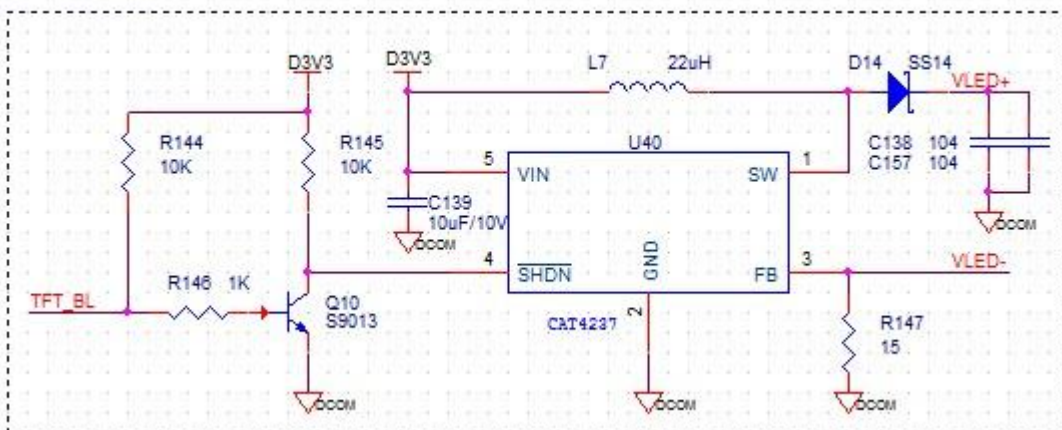 D3V3
D3V3
L7 22uH
D14 SS14
VLED+
R144
10K
R145
10K
U40
C138 104
C157 104
5 VIN
SW 1
C139
10uF/10V
DCOM
DCOM
4 SHDN
GND
FB 3
VLED-
R146 1K
TFT_BL
Q10
S9013
CAT4237
2
R147
15
DCOM
DCOM
DCOM